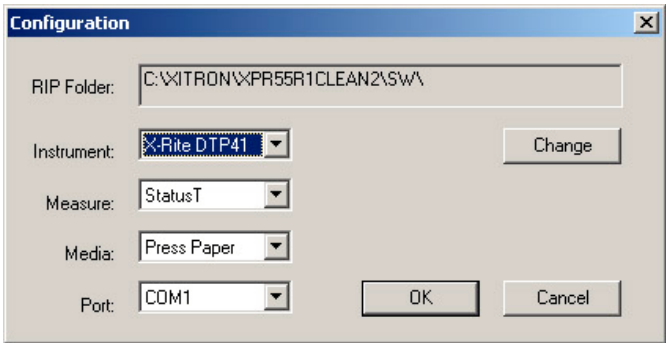 Configuration
RIP Folder: C:\XITRON\XPR55R1CLEAN2\SW\
Instrument: X-Rite DTP41 Change
Measure: StatusT
Media: Press Paper
Port: COM1 OK Cancel